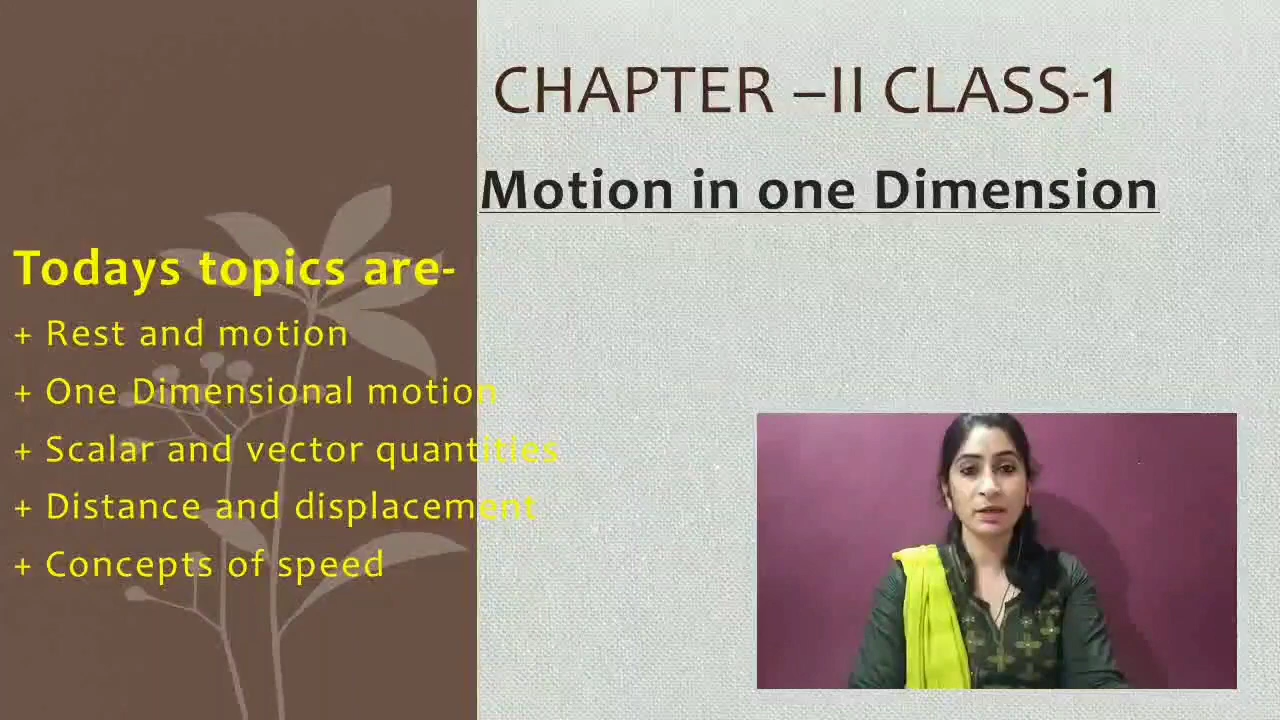 CHAPTER –II CLASS-1
Motion in one Dimension
Todays topics are-
+ Rest and motion
+ One Dimensional motion
+ Scalar and vector quantities
+ Distance and displacement
+ Concepts of speed